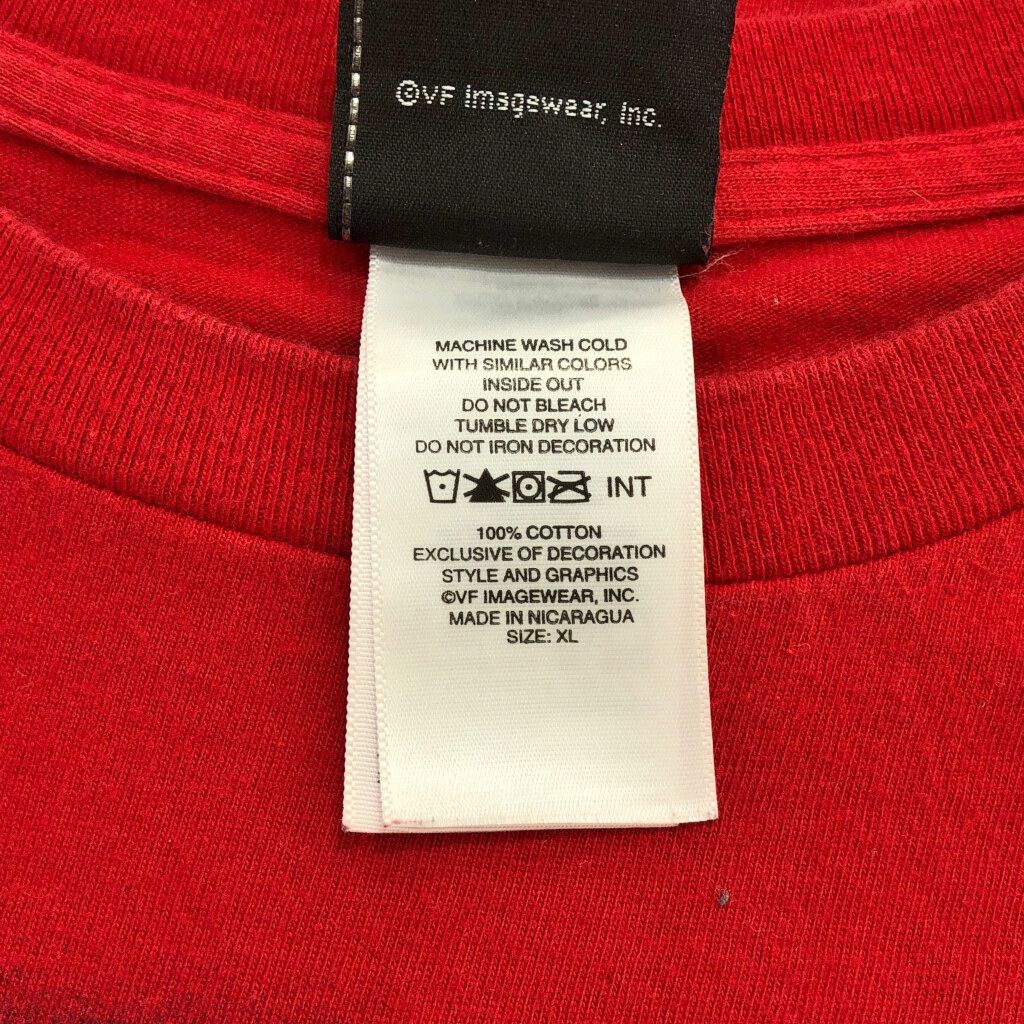 ©VF Imagewear, Inc.
MACHINE WASH COLD
WITH SIMILAR COLORS
INSIDE OUT
DO NOT BLEACH
TUMBLE DRY LOW
DO NOT IRON DECORATION
INT
100% COTTON
EXCLUSIVE OF DECORATION
STYLE AND GRAPHICS
©VF IMAGEWEAR, INC.
MADE IN NICARAGUA
SIZE: XL